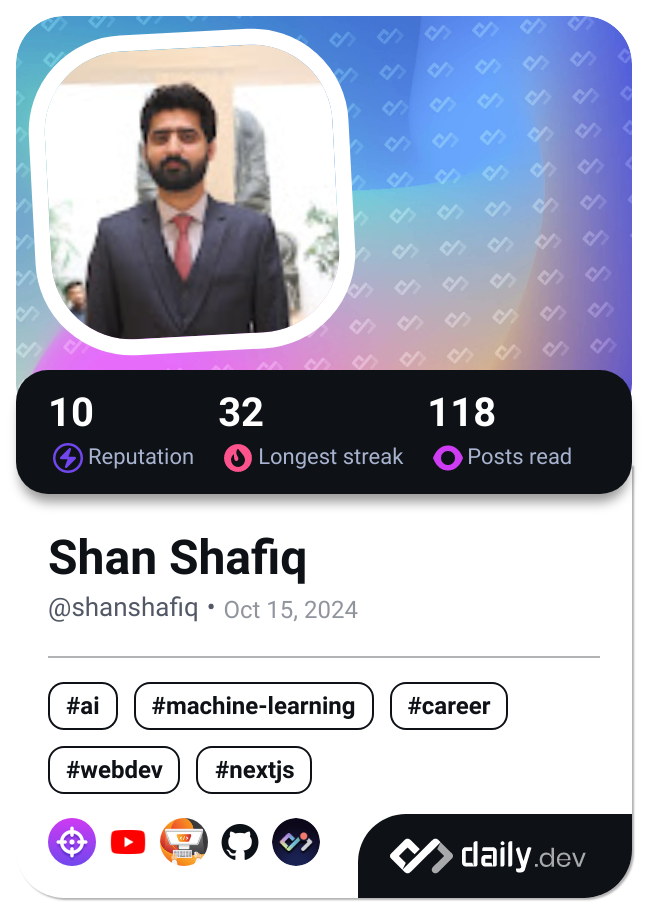 10 32 118
Reputation Longest streak Posts read
Shan Shafiq
@shanshafiq • Oct 15, 2024
#ai #machine-learning #career
#webdev #nextjs
daily.dev